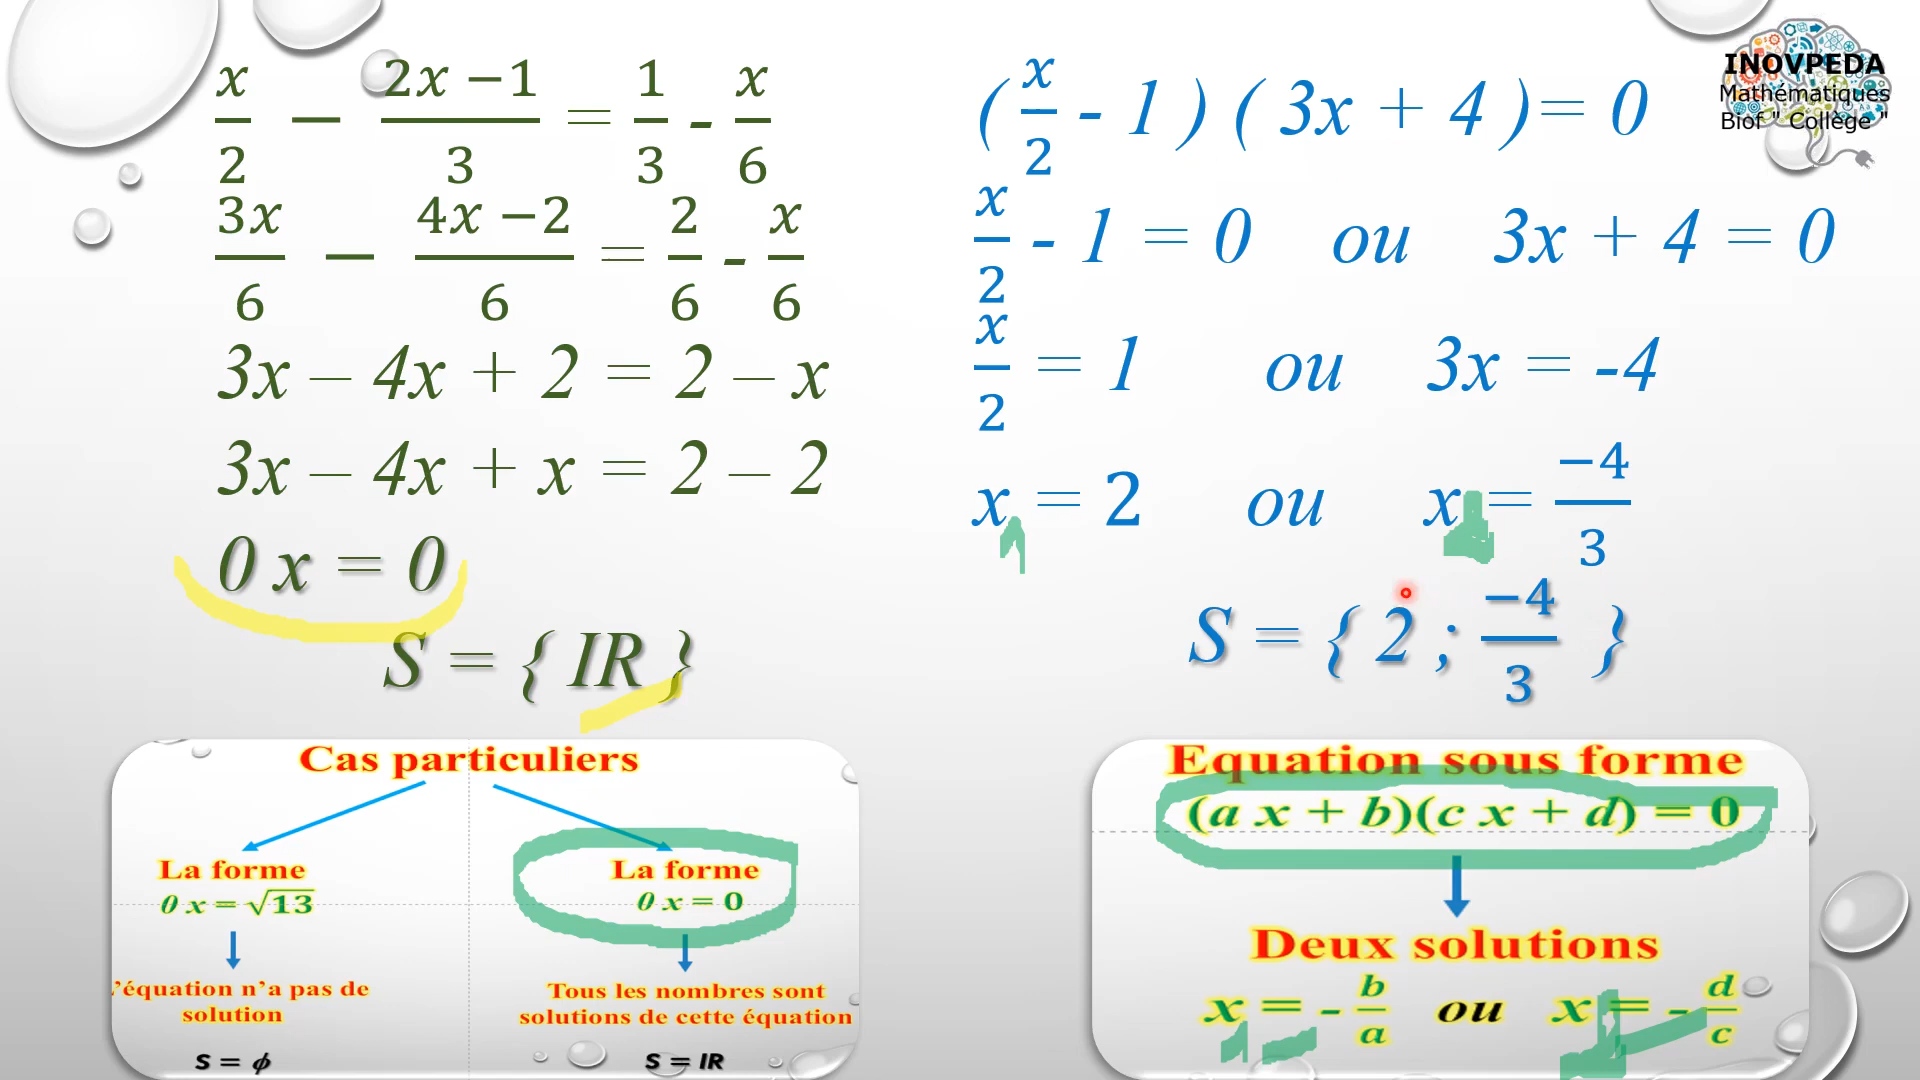 x/2 − (2x −1)/3 = 1/3 - x/6
3x/6 − (4x −2)/6 = 2/6 - x/6
3x – 4x + 2 = 2 – x
3x – 4x + x = 2 – 2
0 x = 0
S = { IR }
( x/2 - 1 ) ( 3x + 4 )= 0
x/2 - 1 = 0 ou 3x + 4 = 0
x/2 = 1 ou 3x = -4
x = 2 ou x = −4/3
S = { 2 ; −4/3 }
INOVPEDA
Mathématiques
Biof " Collège "
Cas particuliers
La forme
0 x = √13
’équation n’a pas de
solution
S = ϕ
La forme
0 x = 0
Tous les nombres sont
solutions de cette équation
S = IR
Equation sous forme
(a x + b)(c x + d) = 0
Deux solutions
x = - b/a ou x = - d/c